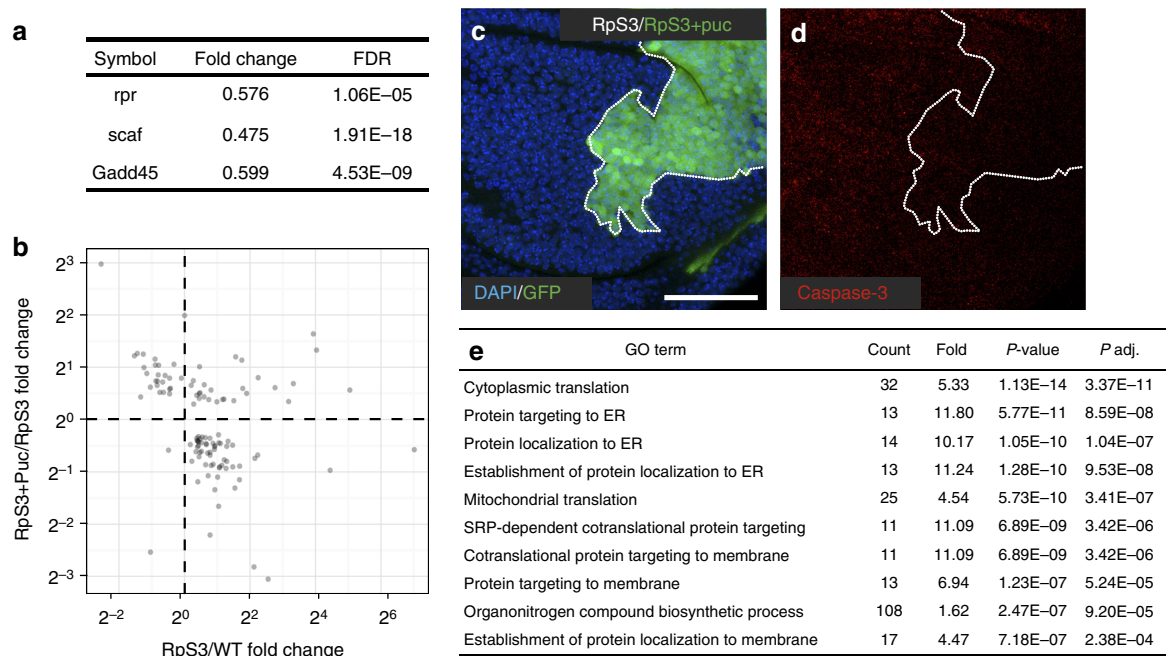 a
Symbol Fold change FDR
rpr 0.576 1.06E–05
scaf 0.475 1.91E–18
Gadd45 0.599 4.53E–09
b
RpS3+Puc/RpS3 fold change
2^3
2^2
2^1
2^0
2^–1
2^–2
2^–3
2^–2 2^0 2^2 2^4 2^6
RpS3/WT fold change
c
RpS3/RpS3+puc
DAPI/GFP
d
Caspase-3
e
GO term Count Fold P-value P adj.
Cytoplasmic translation 32 5.33 1.13E–14 3.37E–11
Protein targeting to ER 13 11.80 5.77E–11 8.59E–08
Protein localization to ER 14 10.17 1.05E–10 1.04E–07
Establishment of protein localization to ER 13 11.24 1.28E–10 9.53E–08
Mitochondrial translation 25 4.54 5.73E–10 3.41E–07
SRP-dependent cotranslational protein targeting 11 11.09 6.89E–09 3.42E–06
Cotranslational protein targeting to membrane 11 11.09 6.89E–09 3.42E–06
Protein targeting to membrane 13 6.94 1.23E–07 5.24E–05
Organonitrogen compound biosynthetic process 108 1.62 2.47E–07 9.20E–05
Establishment of protein localization to membrane 17 4.47 7.18E–07 2.38E–04